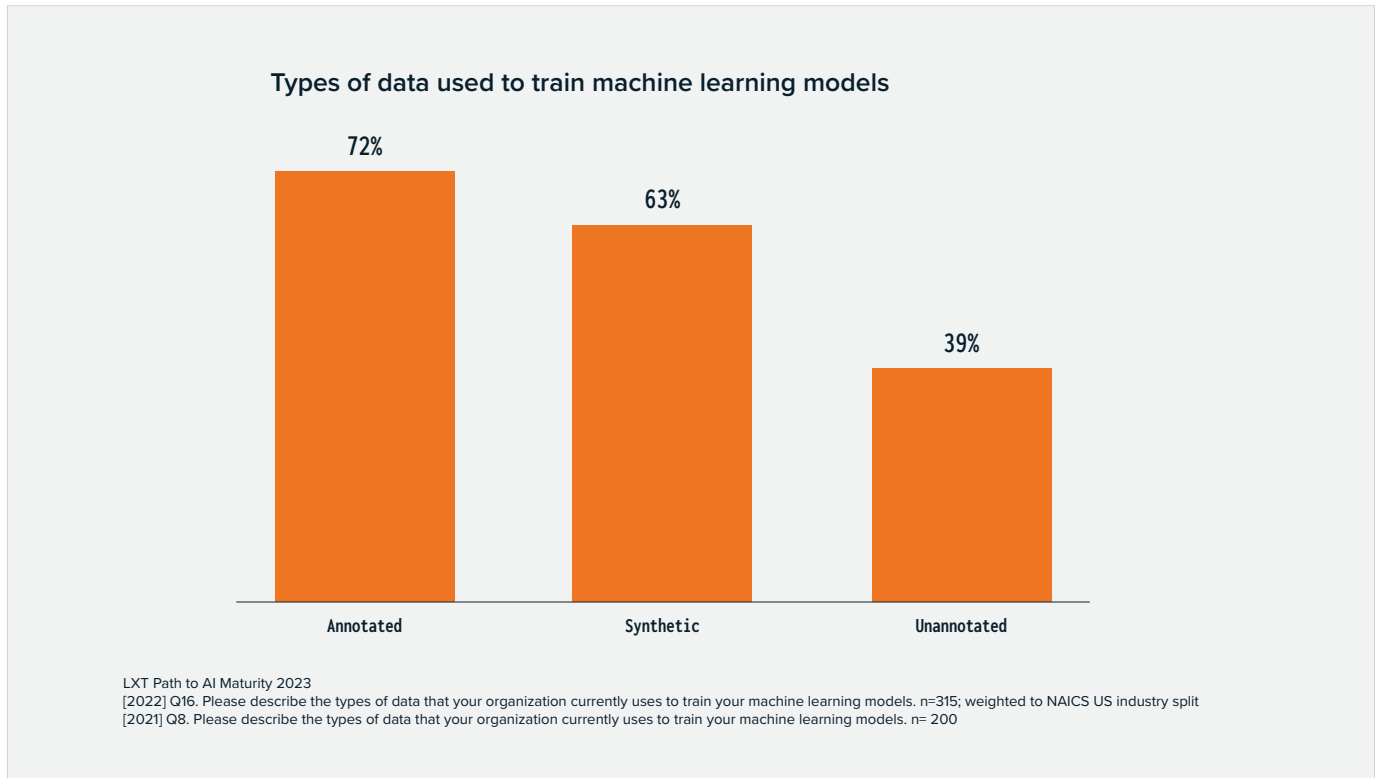 Types of data used to train machine learning models
72%
63%
39%
Annotated
Synthetic
Unannotated
LXT Path to AI Maturity 2023
[2022] Q16. Please describe the types of data that your organization currently uses to train your machine learning models. n=315; weighted to NAICS US industry split
[2021] Q8. Please describe the types of data that your organization currently uses to train your machine learning models. n= 200